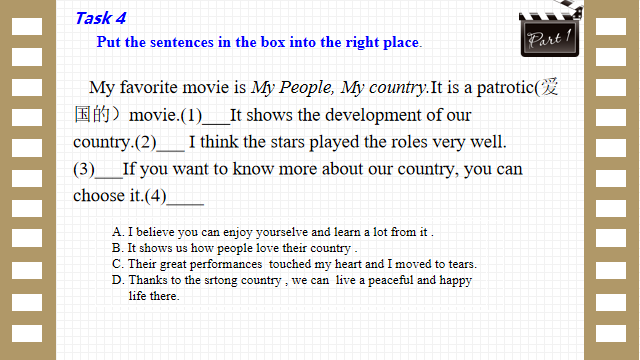 Task 4
Part 1
Put the sentences in the box into the right place.
My favorite movie is My People, My country.It is a patrotic(爱
国的）movie.(1)___It shows the development of our
country.(2)___ I think the stars played the roles very well.
(3)___If you want to know more about our country, you can
choose it.(4)____
A. I believe you can enjoy yourselve and learn a lot from it .
B. It shows us how people love their country .
C. Their great performances touched my heart and I moved to tears.
D. Thanks to the srtong country , we can live a peaceful and happy
life there.